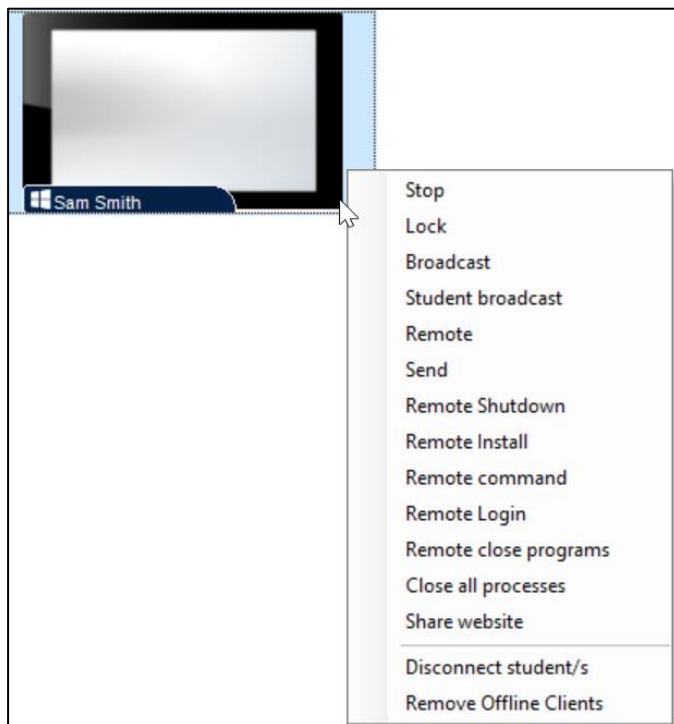 Sam Smith
Stop
Lock
Broadcast
Student broadcast
Remote
Send
Remote Shutdown
Remote Install
Remote command
Remote Login
Remote close programs
Close all processes
Share website
Disconnect student/s
Remove Offline Clients